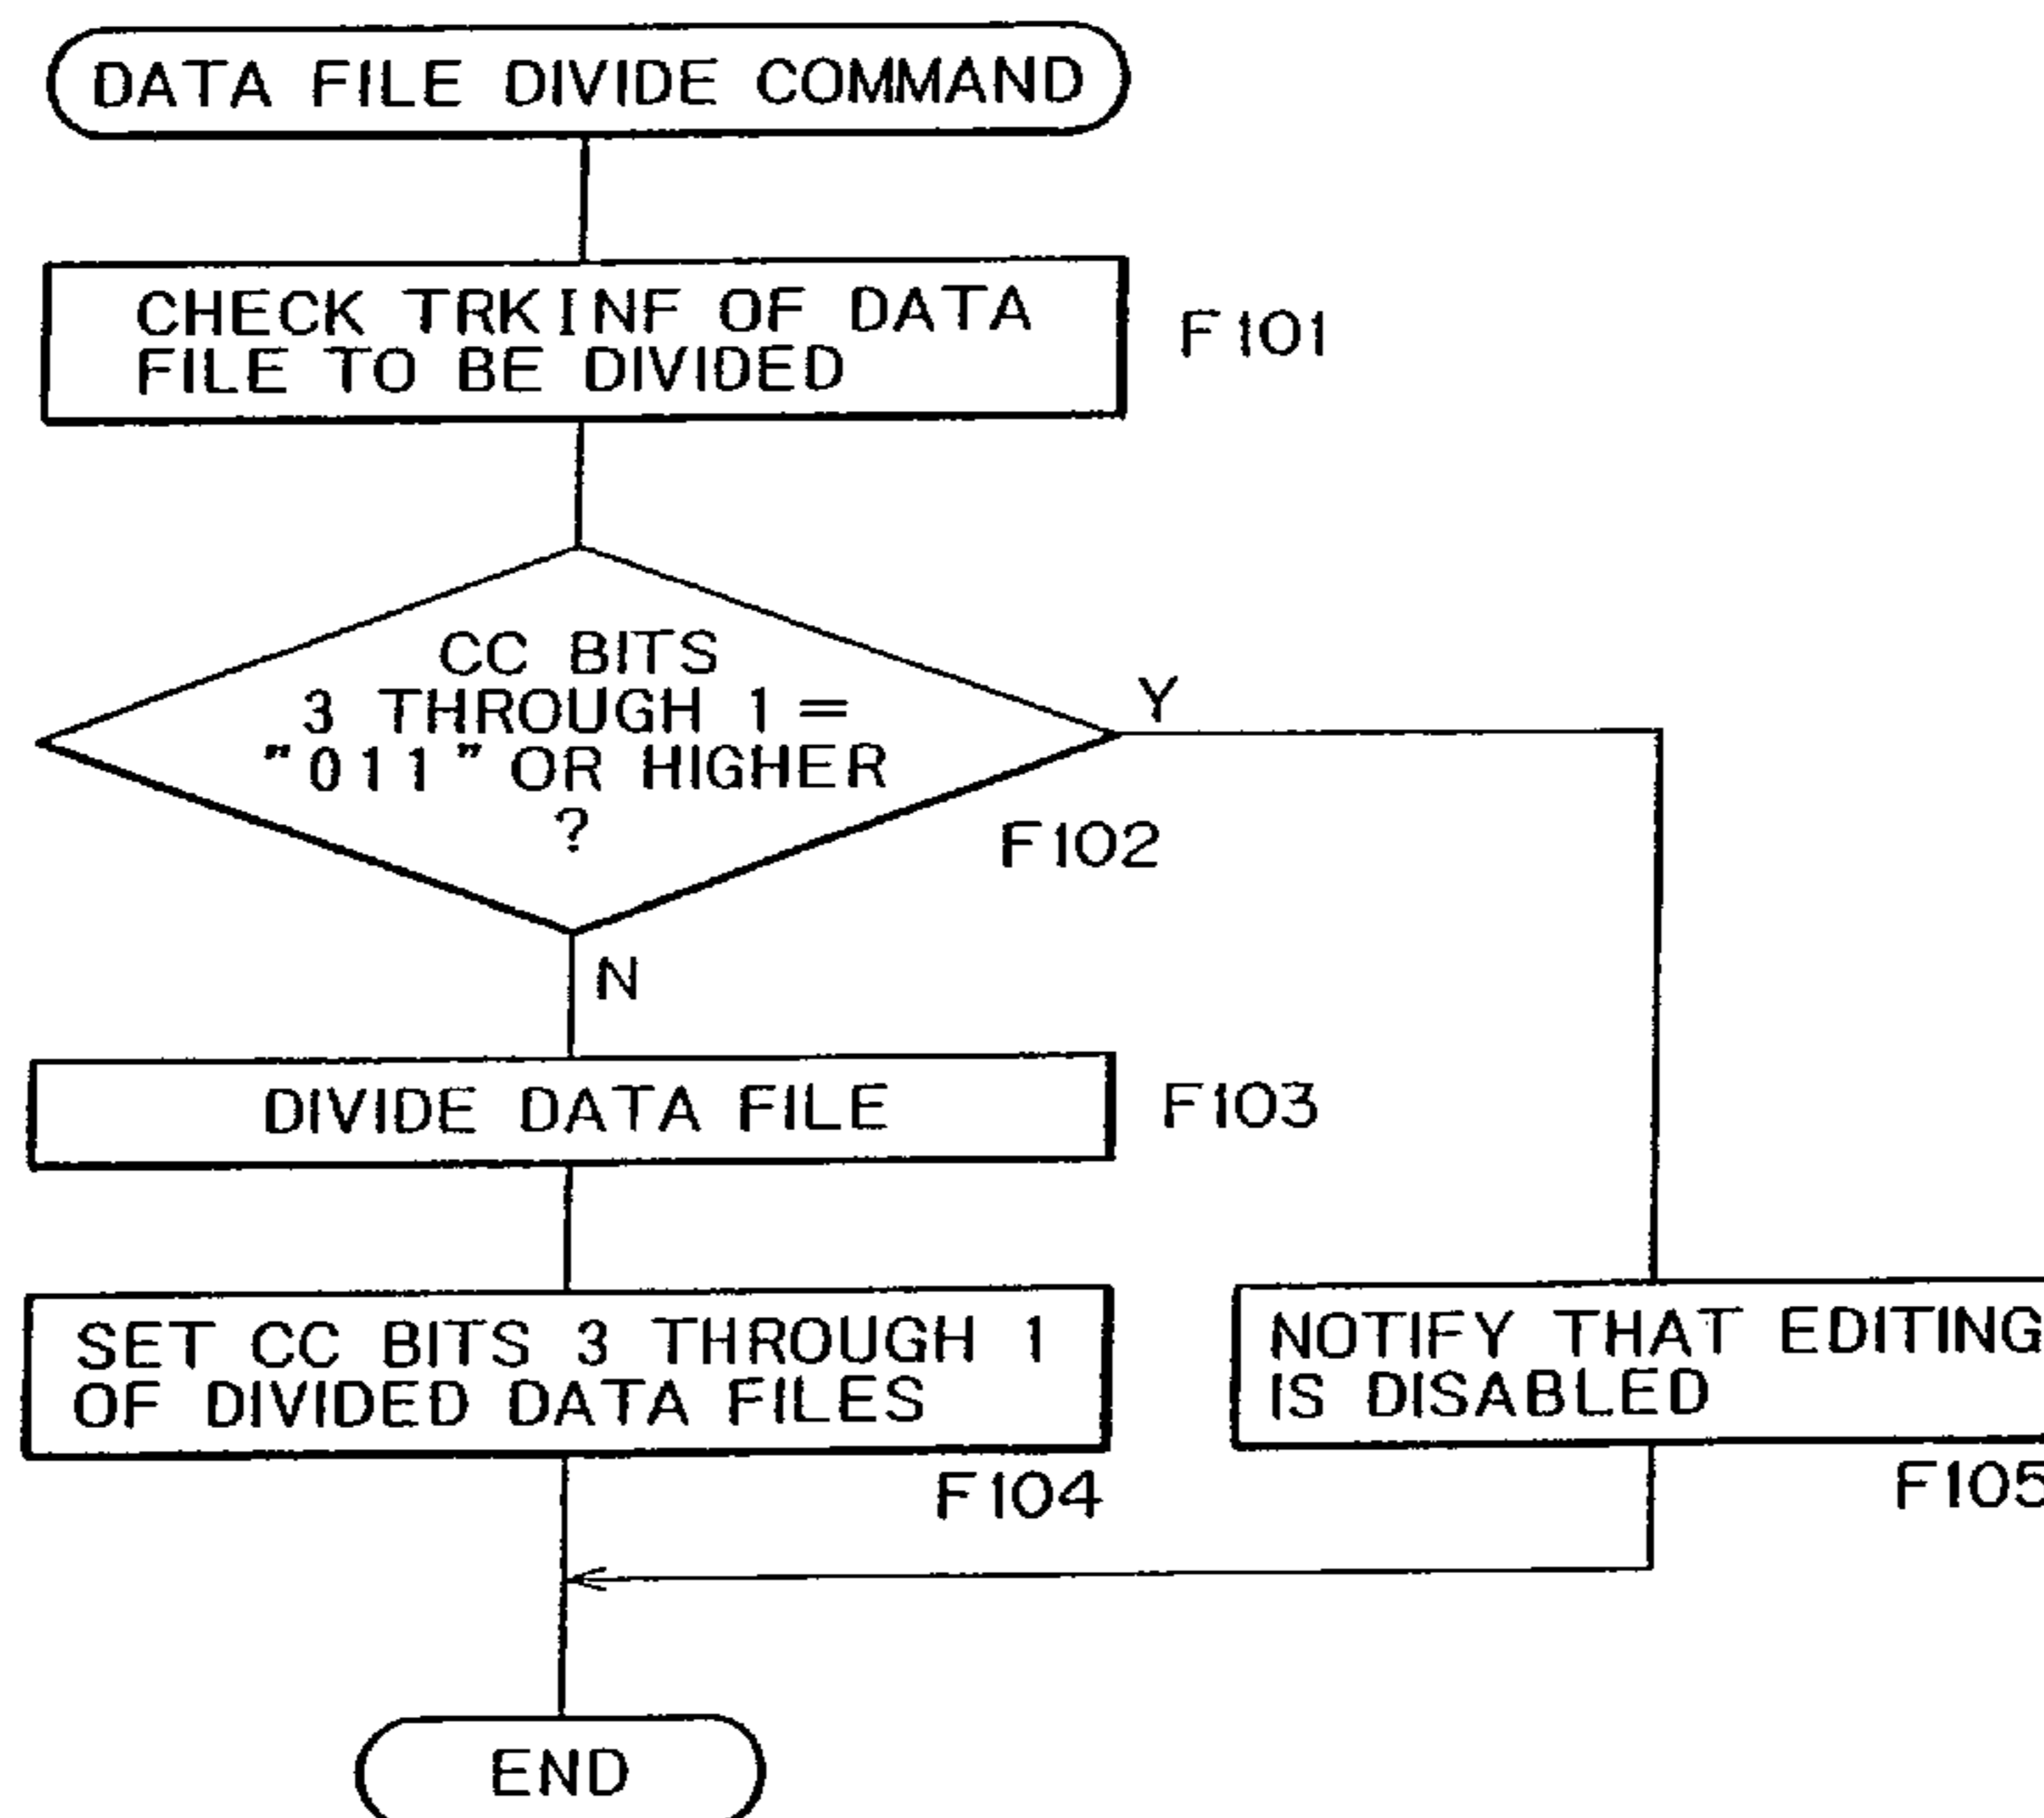 DATA FILE DIVIDE COMMAND
CHECK TRKINF OF DATA
FILE TO BE DIVIDED
F101
CC BITS
3 THROUGH 1 =
"011" OR HIGHER
?
Y
F102
N
DIVIDE DATA FILE
F103
SET CC BITS 3 THROUGH 1
OF DIVIDED DATA FILES
F104
NOTIFY THAT EDITING
IS DISABLED
F105
END